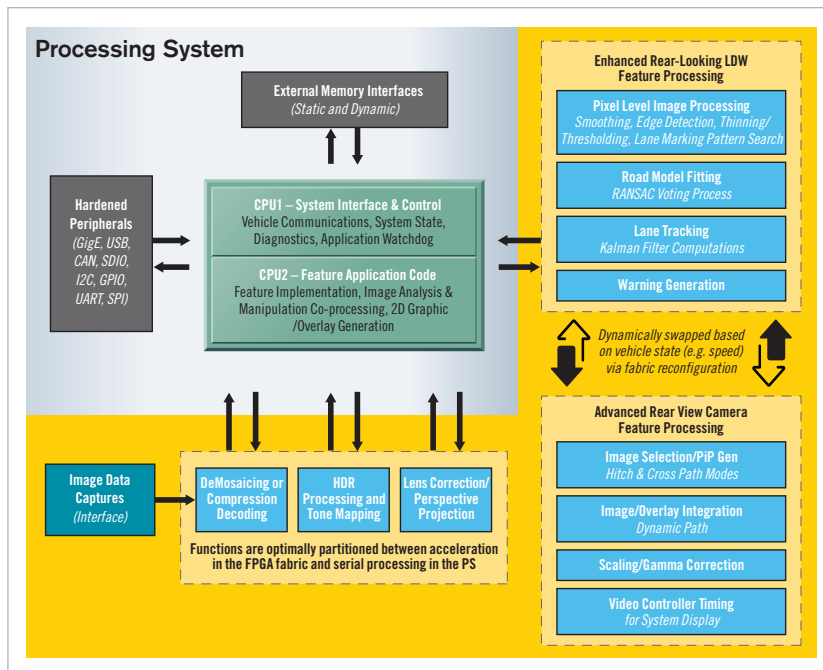 Processing System
External Memory Interfaces
(Static and Dynamic)
Hardened
Peripherals
(GigE, USB,
CAN, SDIO,
I2C, GPIO,
UART, SPI)
CPU1 – System Interface & Control
Vehicle Communications, System State,
Diagnostics, Application Watchdog
CPU2 – Feature Application Code
Feature Implementation, Image Analysis &
Manipulation Co-processing, 2D Graphic
/Overlay Generation
Image Data
Captures
(Interface)
DeMosaicing or
Compression
Decoding
HDR
Processing and
Tone Mapping
Lens Correction/
Perspective
Projection
Functions are optimally partitioned between acceleration
in the FPGA fabric and serial processing in the PS
Enhanced Rear-Looking LDW
Feature Processing
Pixel Level Image Processing
Smoothing, Edge Detection, Thinning/
Thresholding, Lane Marking Pattern Search
Road Model Fitting
RANSAC Voting Process
Lane Tracking
Kalman Filter Computations
Warning Generation
Dynamically swapped based
on vehicle state (e.g. speed)
via fabric reconfiguration
Advanced Rear View Camera
Feature Processing
Image Selection/PiP Gen
Hitch & Cross Path Modes
Image/Overlay Integration
Dynamic Path
Scaling/Gamma Correction
Video Controller Timing
for System Display